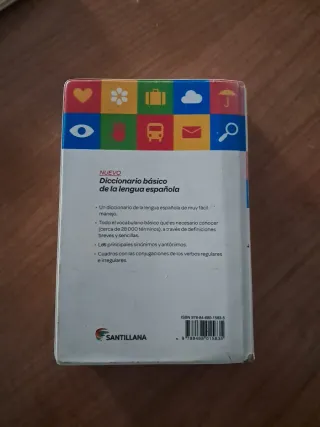 NUEVO
Diccionario básico
de la lengua española
• Un diccionario de la lengua española de muy fácil
manejo.
• Todo el vocabulario básico que es necesario conocer
(cerca de 38 000 términos), a través de definiciones
breves y sencillas.
• Los principales sinónimos y antónimos.
• Cuadros con las conjugaciones de los verbos regulares
e irregulares.
SANTILLANA